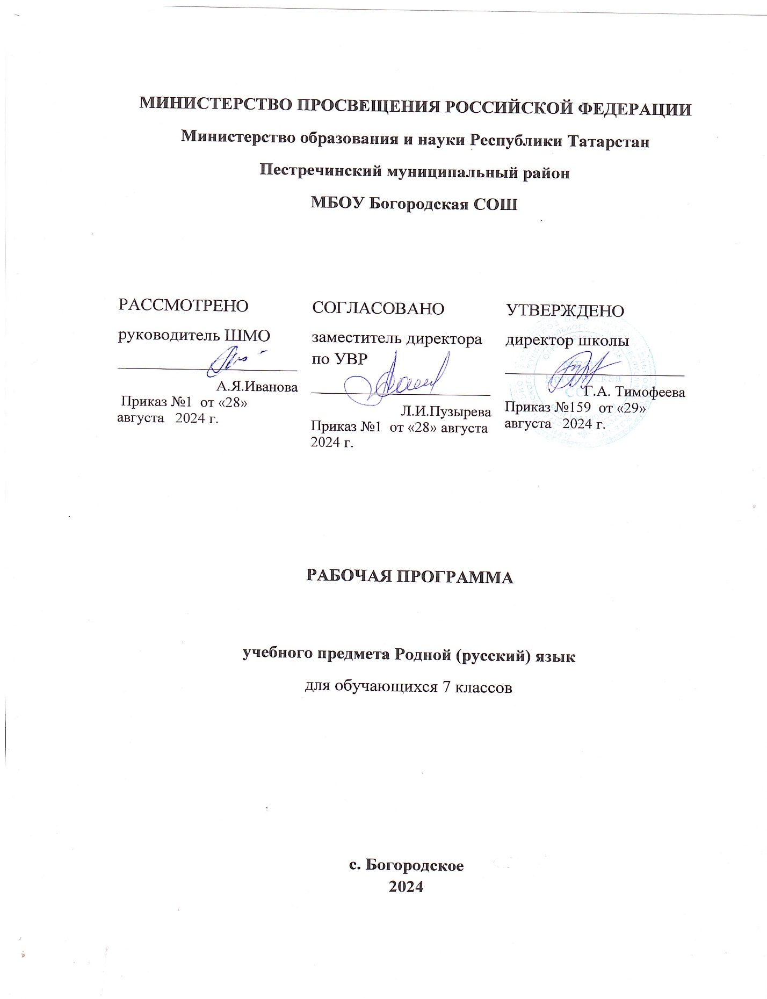 МИНИСТЕРСТВО ПРОСВЕЩЕНИЯ РОССИЙСКОЙ ФЕДЕРАЦИИ
Министерство образования и науки Республики Татарстан
Пестречинский муниципальный район
МБОУ Богородская СОШ
РАССМОТРЕНО
руководитель ШМО
А.Я.Иванова
Приказ №1 от «28»
августа 2024 г.
СОГЛАСОВАНО
заместитель директора
по УВР
Л.И.Пузырева
Приказ №1 от «28» августа
2024 г.
УТВЕРЖДЕНО
директор школы
Г.А. Тимофеева
Приказ №159 от «29»
августа 2024 г.
РАБОЧАЯ ПРОГРАММА
учебного предмета Родной (русский) язык
для обучающихся 7 классов
с. Богородское
2024